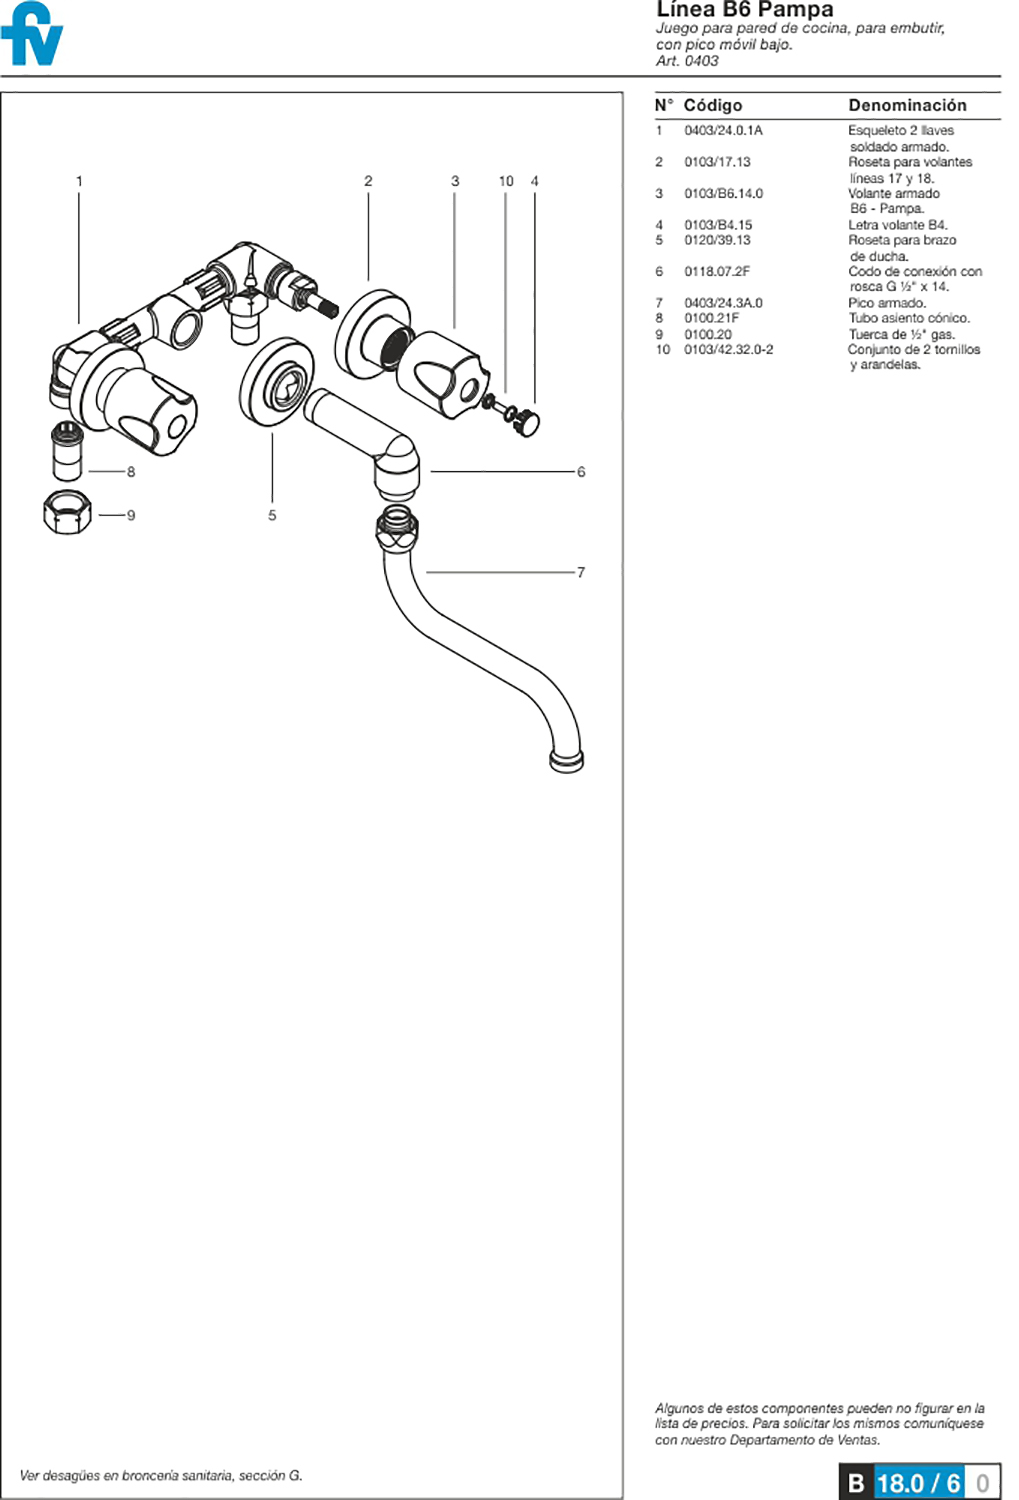 fv
Línea B6 Pampa
Juego para pared de cocina, para embutir,
con pico móvil bajo.
Art. 0403
N° Código Denominación
1 0403/24.0.1A Esqueleto 2 llaves
soldado armado.
2 0103/17.13 Roseta para volantes
líneas 17 y 18.
3 0103/B6.14.0 Volante armado
B6 - Pampa.
4 0103/B4.15 Letra volante B4.
5 0120/39.13 Roseta para brazo
de ducha.
6 0118.07.2F Codo de conexión con
rosca G ½" x 14.
7 0403/24.3A.0 Pico armado.
8 0100.21F Tubo asiento cónico.
9 0100.20 Tuerca de ½" gas.
10 0103/42.32.0-2 Conjunto de 2 tornillos
y arandelas.
1 2 3 10 4
8
6
9
5
7
Algunos de estos componentes pueden no figurar en la
lista de precios. Para solicitar los mismos comuníquese
con nuestro Departamento de Ventas.
Ver desagües en broncería sanitaria, sección G.
B 18.0 / 6 0